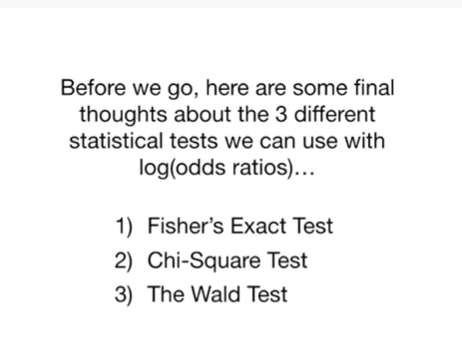 Before we go, here are some final
thoughts about the 3 different
statistical tests we can use with
log(odds ratios)…
1) Fisher's Exact Test
2) Chi-Square Test
3) The Wald Test